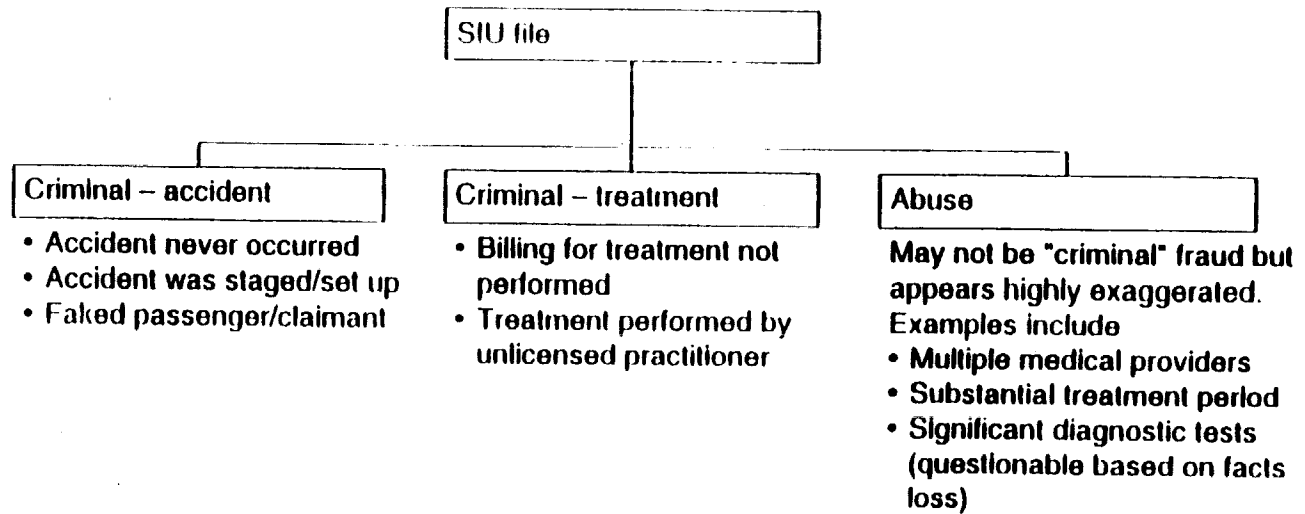 SIU file
Criminal – accident
• Accident never occurred
• Accident was staged/set up
• Faked passenger/claimant
Criminal – treatment
• Billing for treatment not
performed
• Treatment performed by
unlicensed practitioner
Abuse
May not be "criminal" fraud but
appears highly exaggerated.
Examples include
• Multiple medical providers
• Substantial treatment period
• Significant diagnostic tests
(questionable based on facts
loss)